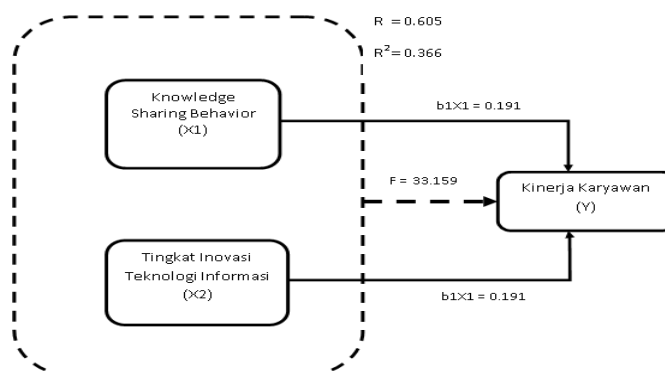 R = 0.605
R²= 0.366
Knowledge
Sharing Behavior
(X1)
b1X1 = 0.191
F = 33.159
Kinerja Karyawan
(Y)
Tingkat Inovasi
Teknologi Informasi
(X2)
b1X1 = 0.191